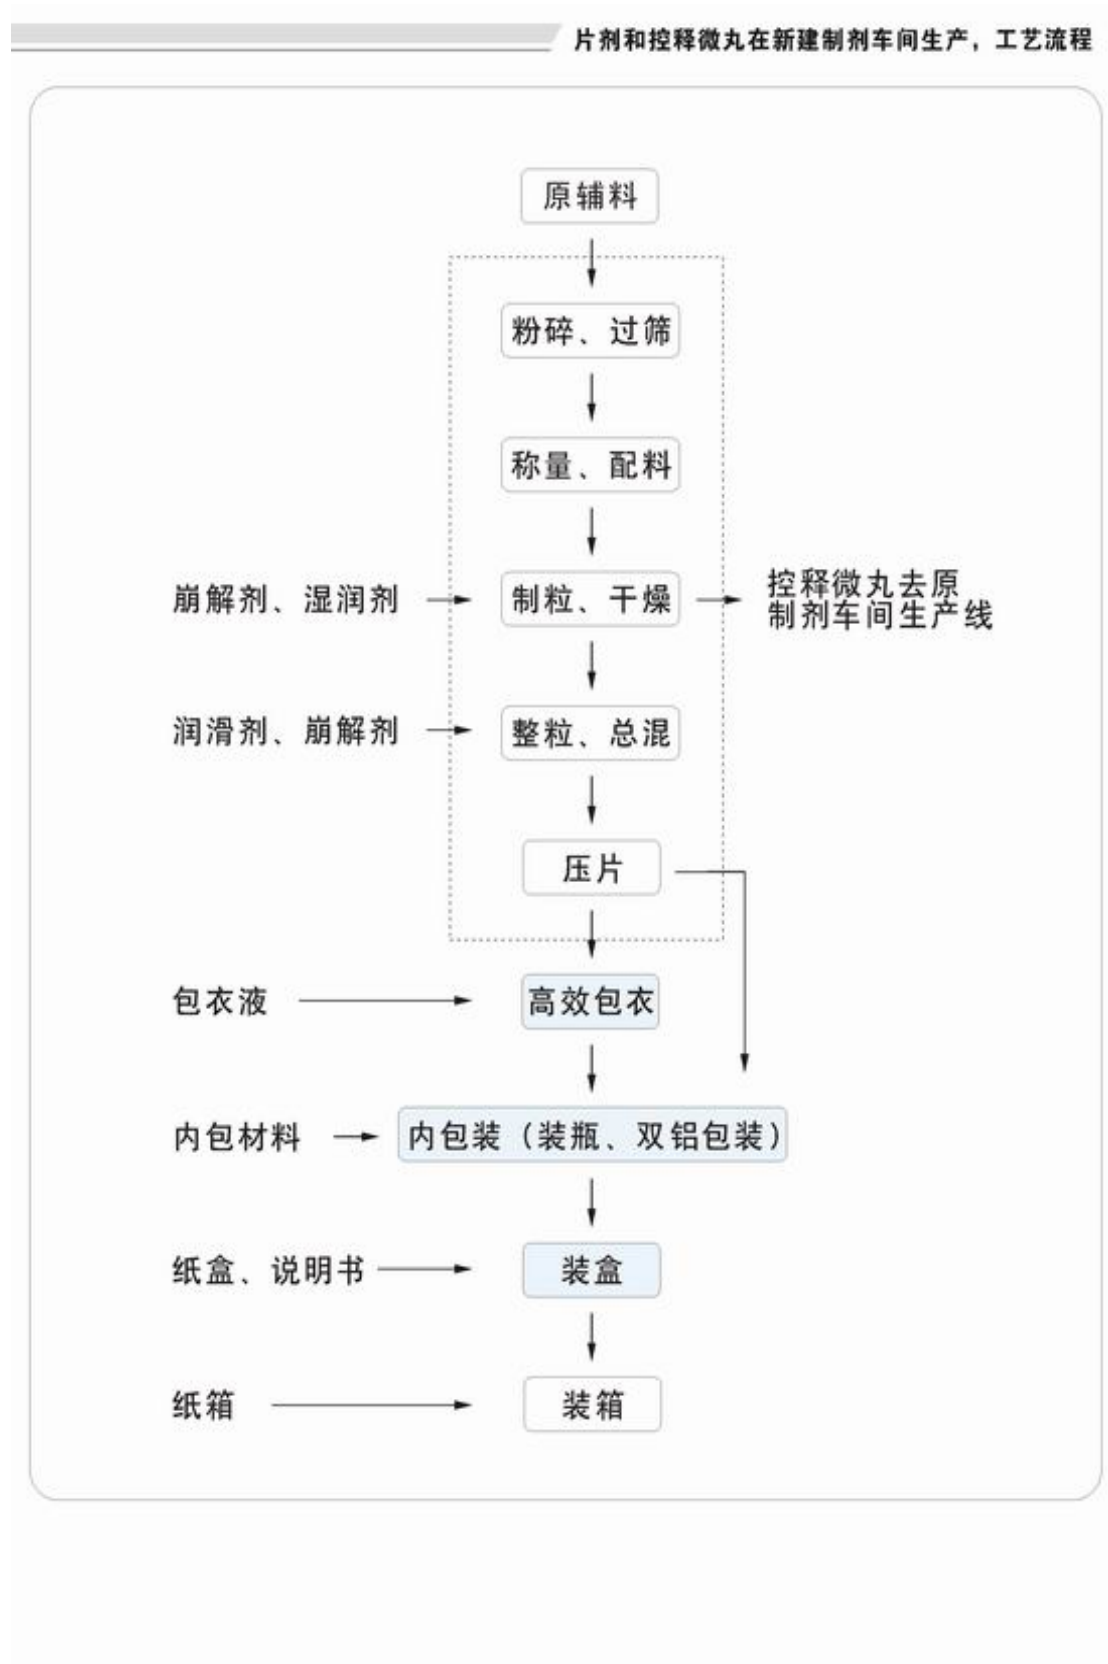 片剂和控释微丸在新建制剂车间生产，工艺流程
原辅料
粉碎、过筛
称量、配料
崩解剂、湿润剂
制粒、干燥
控释微丸去原
制剂车间生产线
润滑剂、崩解剂
整粒、总混
压片
包衣液
高效包衣
内包材料
内包装（装瓶、双铝包装）
纸盒、说明书
装盒
纸箱
装箱